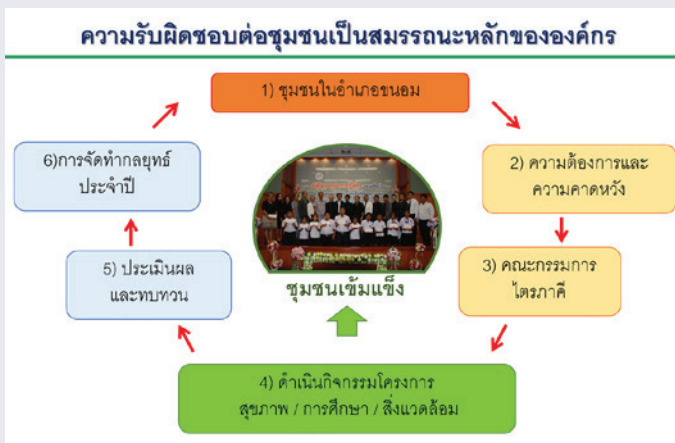 ความรับผิดชอบต่อชุมชนเป็นสมรรถนะหลักขององค์กร
1) ชุมชนในอำเภอขนอม
2) ความต้องการและ
ความคาดหวัง
3) คณะกรรมการ
ไตรภาคี
4) ดำเนินกิจกรรมโครงการ
สุขภาพ / การศึกษา / สิ่งแวดล้อม
5) ประเมินผล
และทบทวน
6)การจัดทำกลยุทธ์
ประจำปี
ชุมชนเข้มแข็ง